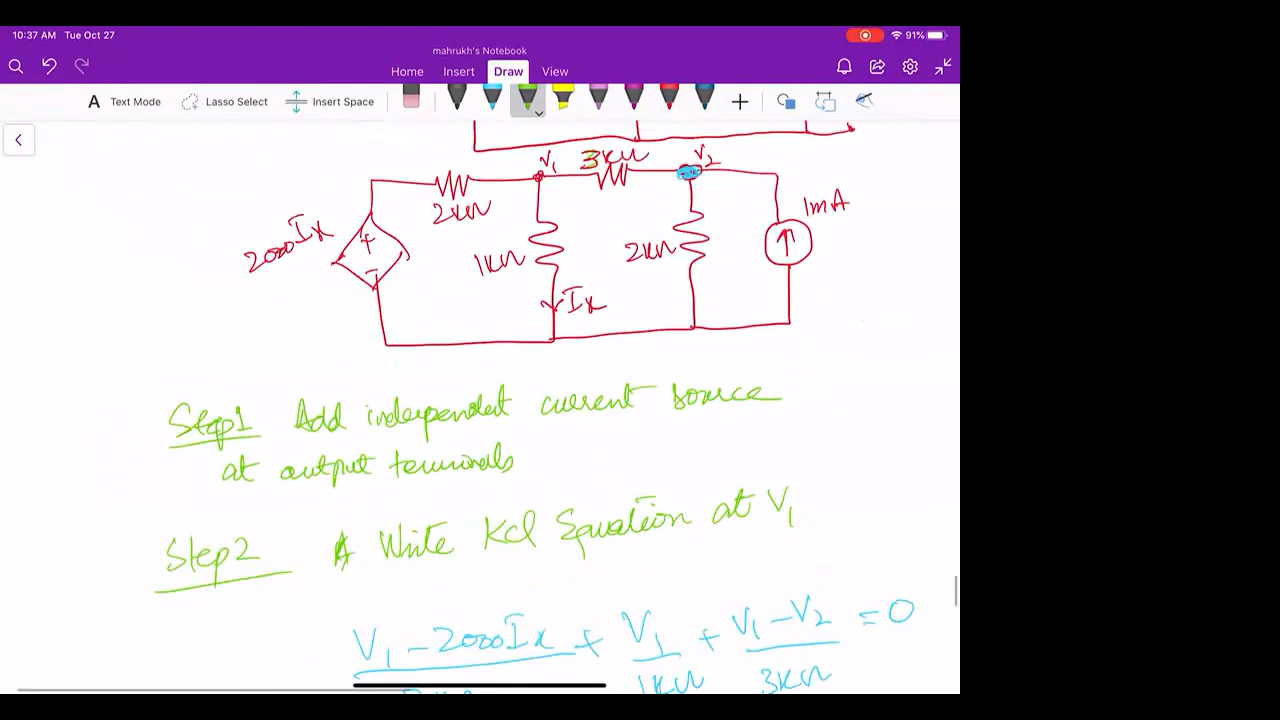 10:37 AM Tue Oct 27
91%
mahrukh's Notebook
Home Insert Draw View
A Text Mode Lasso Select Insert Space
V1 3KΩ V2
2KΩ
1mA
2000Ix
+
-
1KΩ
2KΩ
Ix
Step1 Add independent current source
at output terminals
Step2 Write Kcl Equation at V1
V1 - 2000Ix + V1 + V1 - V2 = 0
1KΩ 3KΩ